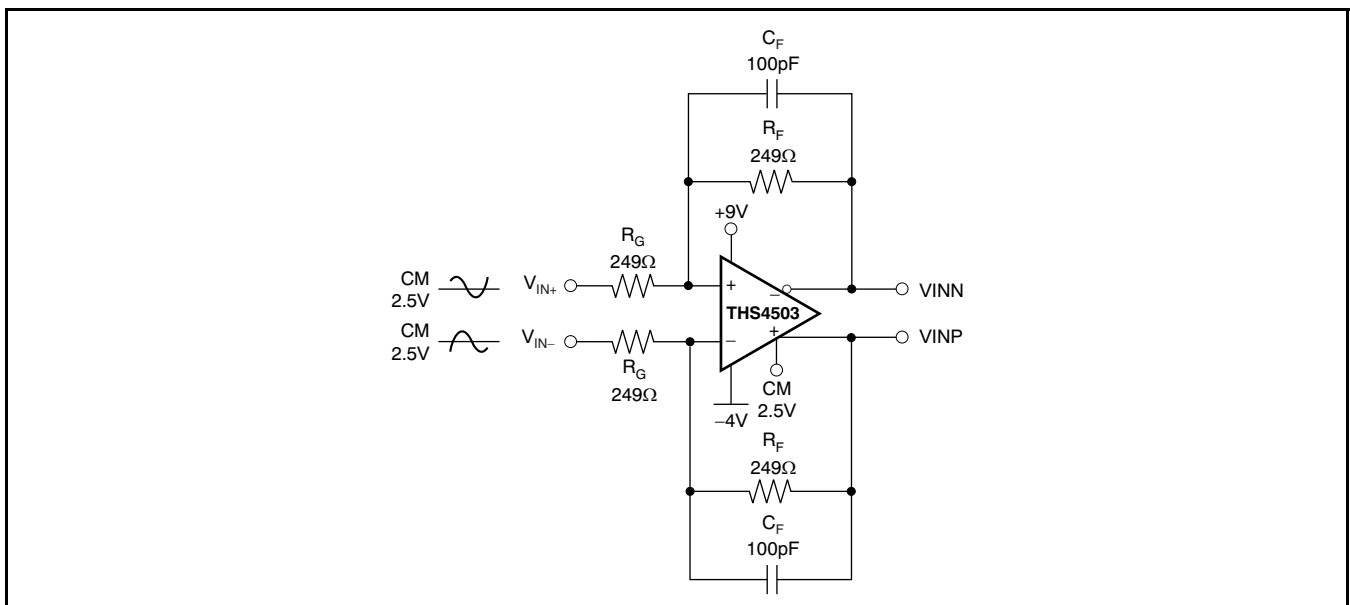 C_F
100pF
R_F
249Ω
+9V
R_G
249Ω
CM
2.5V
V_IN+
+
−
VINN
THS4503
CM
2.5V
V_IN−
−
+
VINP
R_G
249Ω
CM
2.5V
−4V
R_F
249Ω
C_F
100pF